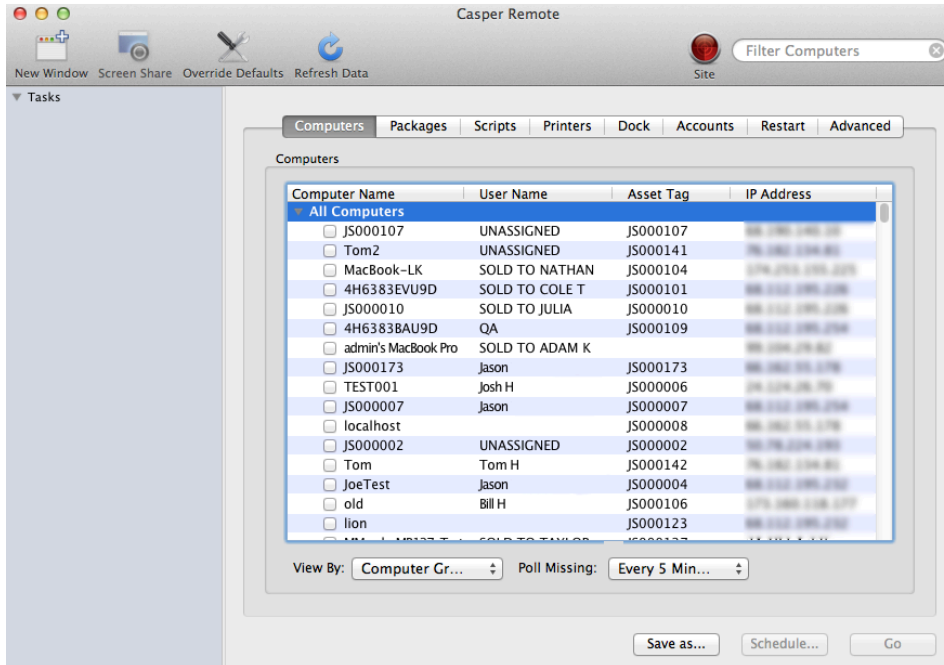 Casper Remote
New Window Screen Share Override Defaults Refresh Data Site Filter Computers
Tasks
Computers Packages Scripts Printers Dock Accounts Restart Advanced
Computers
Computer Name User Name Asset Tag IP Address
All Computers
JS000107 UNASSIGNED JS000107
Tom2 UNASSIGNED JS000141
MacBook-LK SOLD TO NATHAN JS000104
4H6383EVU9D SOLD TO COLE T JS000101
JS000010 SOLD TO JULIA JS000010
4H6383BAU9D QA JS000109
admin's MacBook Pro SOLD TO ADAM K
JS000173 Jason JS000173
TEST001 Josh H JS000006
JS000007 Jason JS000007
localhost JS000008
JS000002 UNASSIGNED JS000002
Tom Tom H JS000142
JoeTest Jason JS000004
old Bill H JS000106
lion JS000123
View By: Computer Gr... Poll Missing: Every 5 Min...
Save as... Schedule... Go